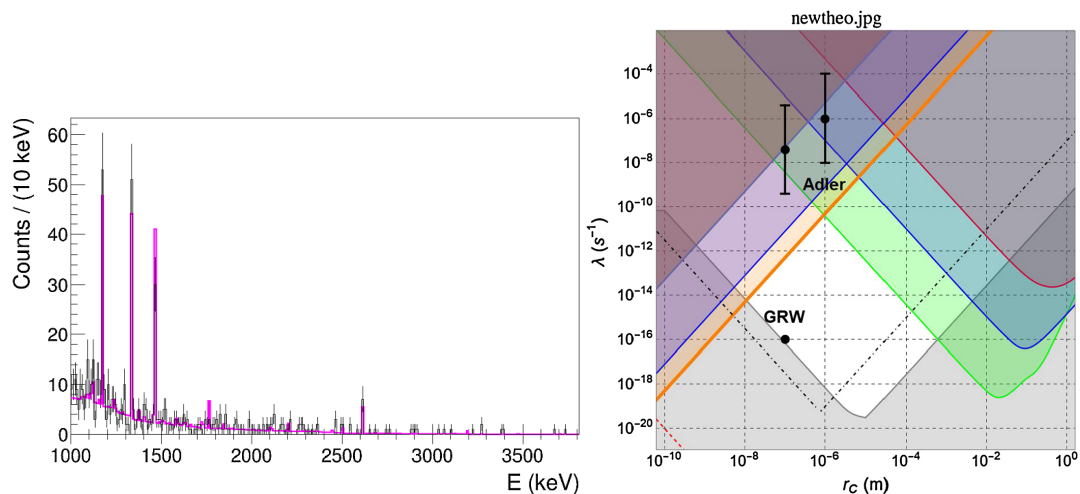 newtheo.jpg
Counts / (10 keV)
60
50
40
30
20
10
0
1000 1500 2000 2500 3000 3500
E (keV)
λ (s⁻¹)
10⁻⁴
10⁻⁶
10⁻⁸
10⁻¹⁰
10⁻¹²
10⁻¹⁴
10⁻¹⁶
10⁻¹⁸
10⁻²⁰
Adler
GRW
10⁻¹⁰ 10⁻⁸ 10⁻⁶ 10⁻⁴ 10⁻² 10⁰
r_C (m)